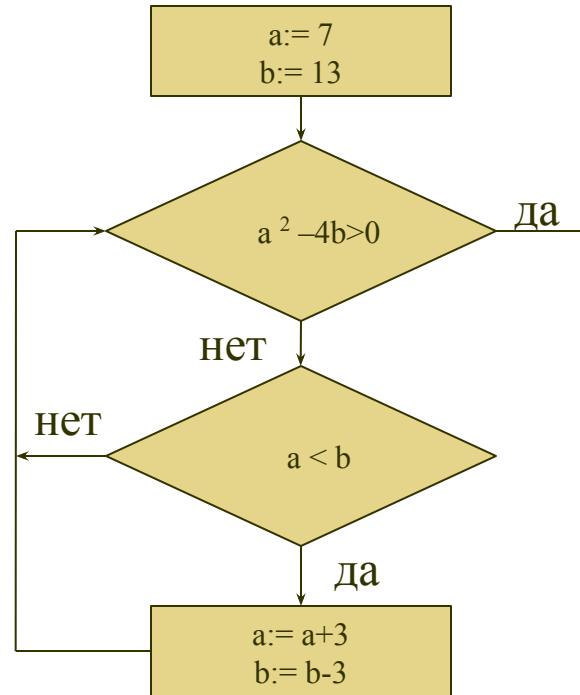 a:= 7
b:= 13
a ² –4b>0
да
нет
нет
a < b
да
a:= a+3
b:= b-3